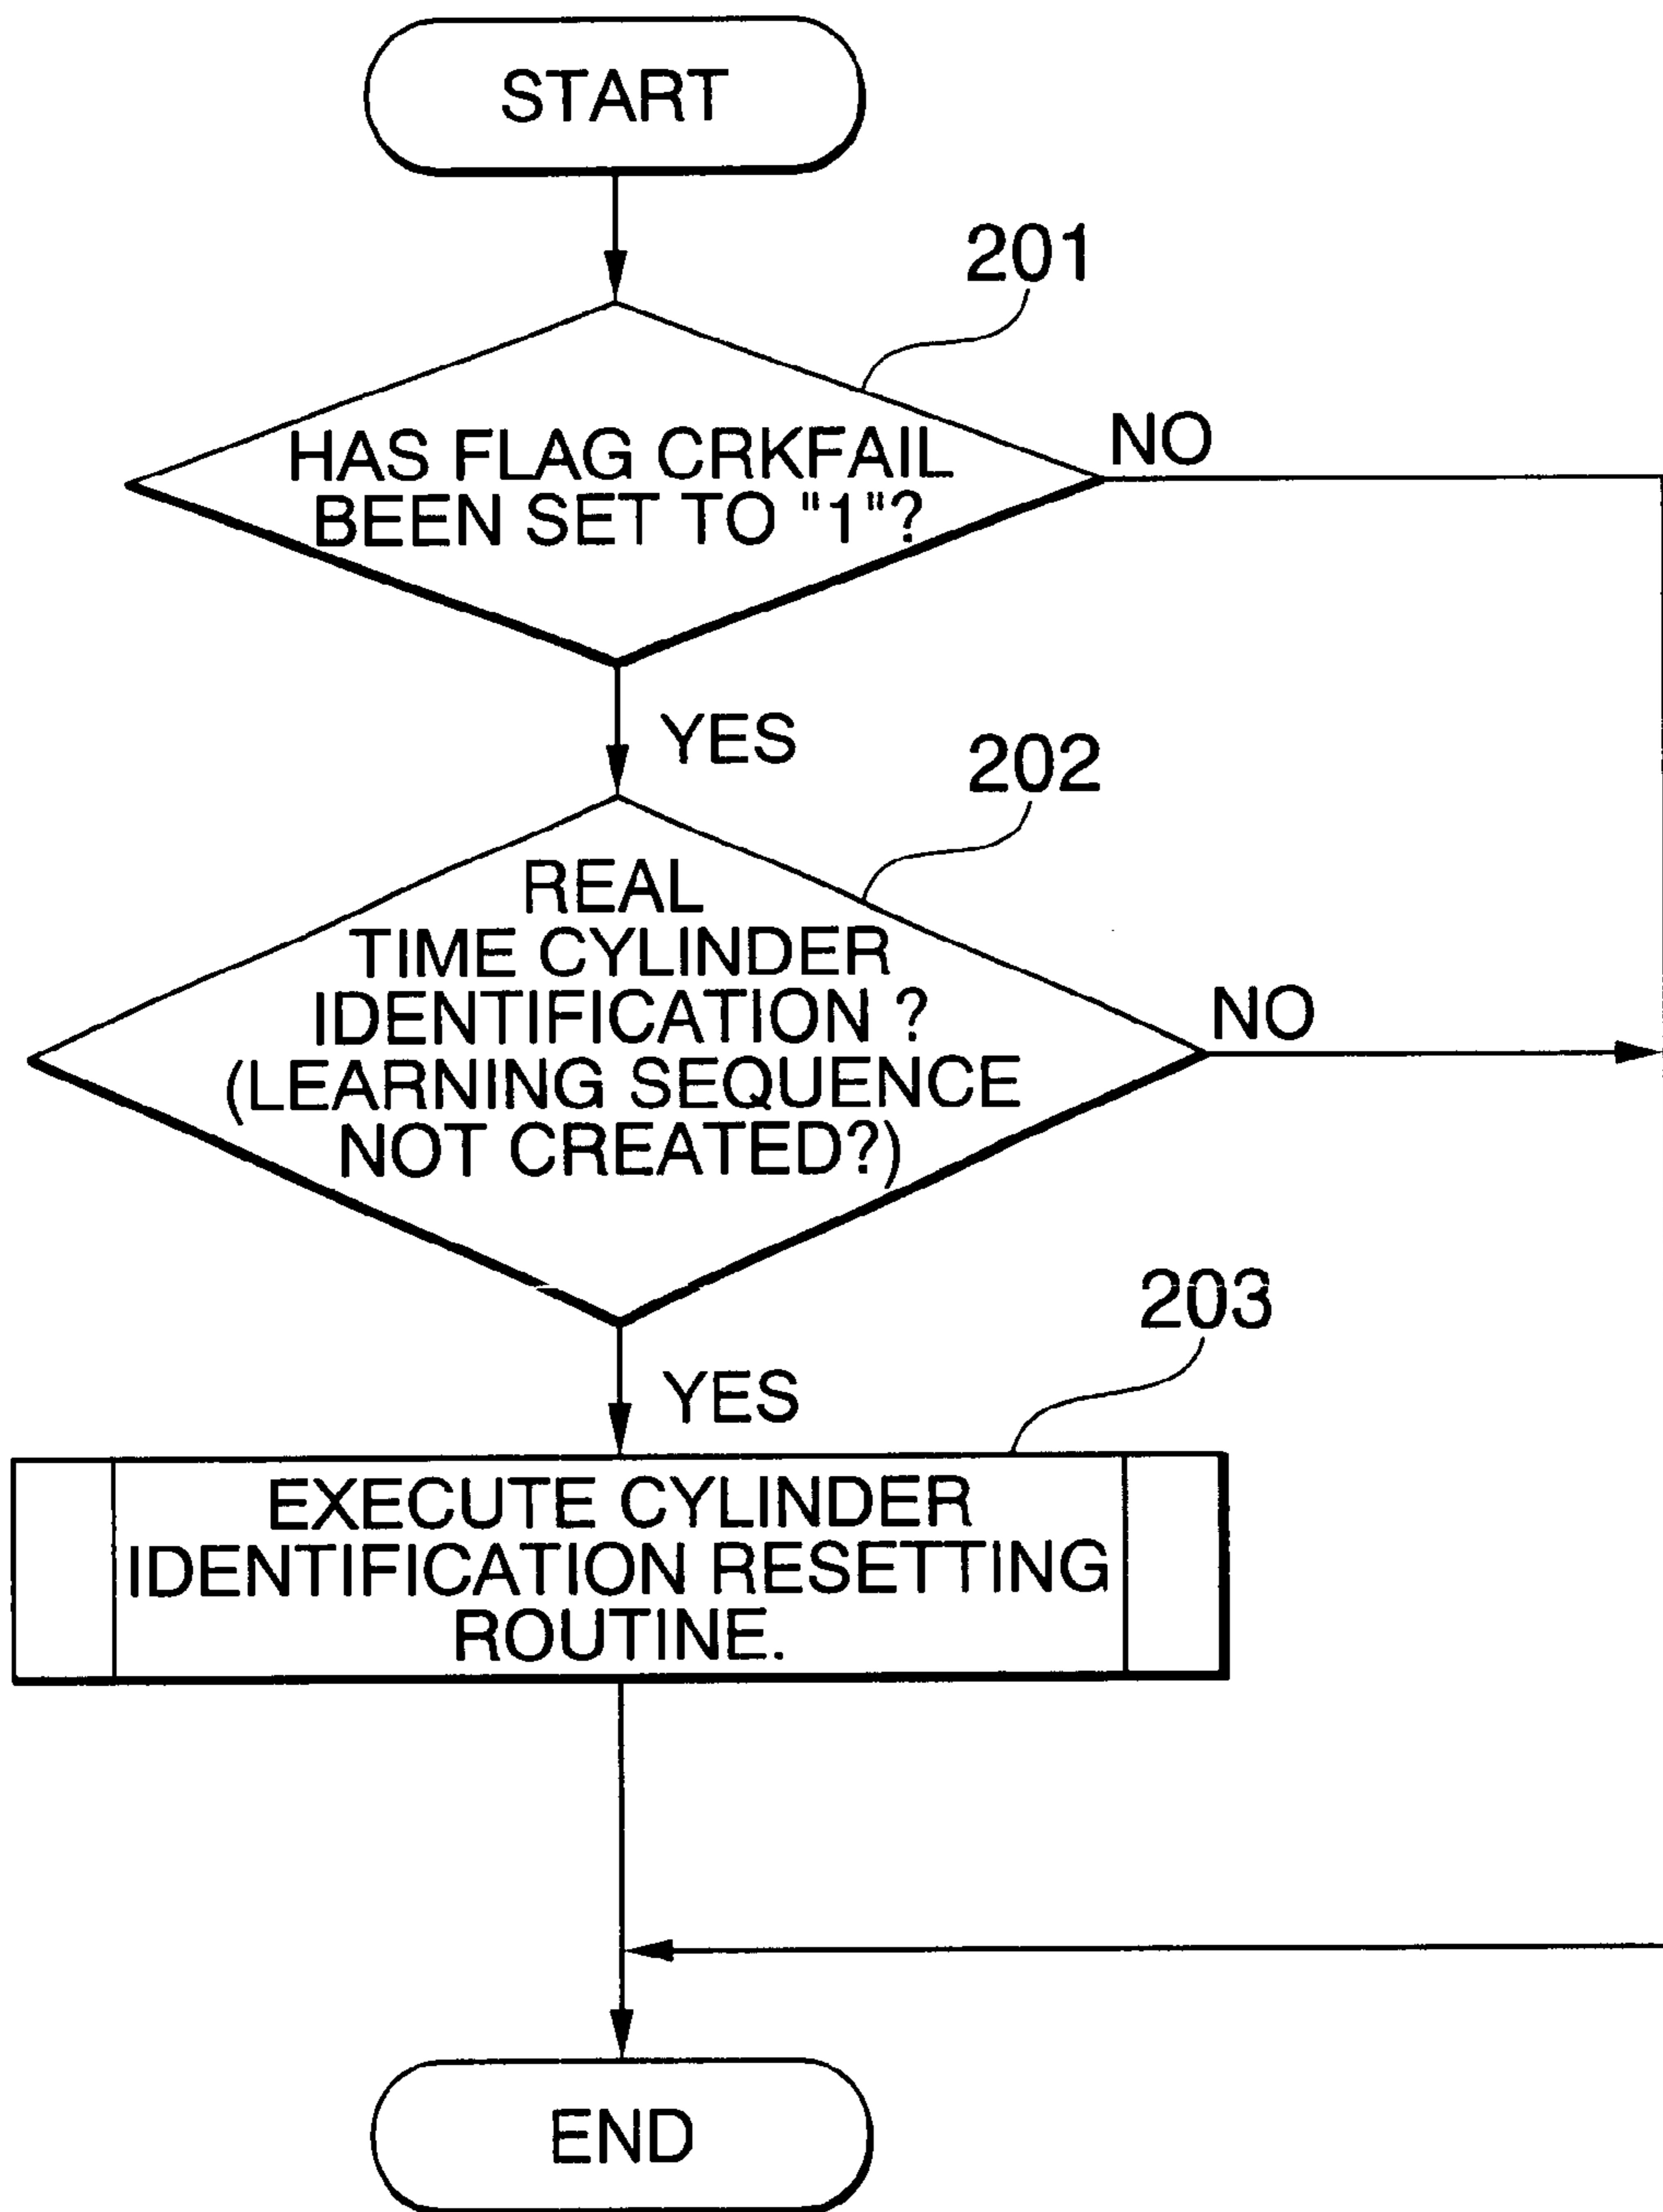 START
201
HAS FLAG CRKFAIL
BEEN SET TO "1"?
NO
YES
202
REAL
TIME CYLINDER
IDENTIFICATION ?
(LEARNING SEQUENCE
NOT CREATED?)
NO
YES
203
EXECUTE CYLINDER
IDENTIFICATION RESETTING
ROUTINE.
END